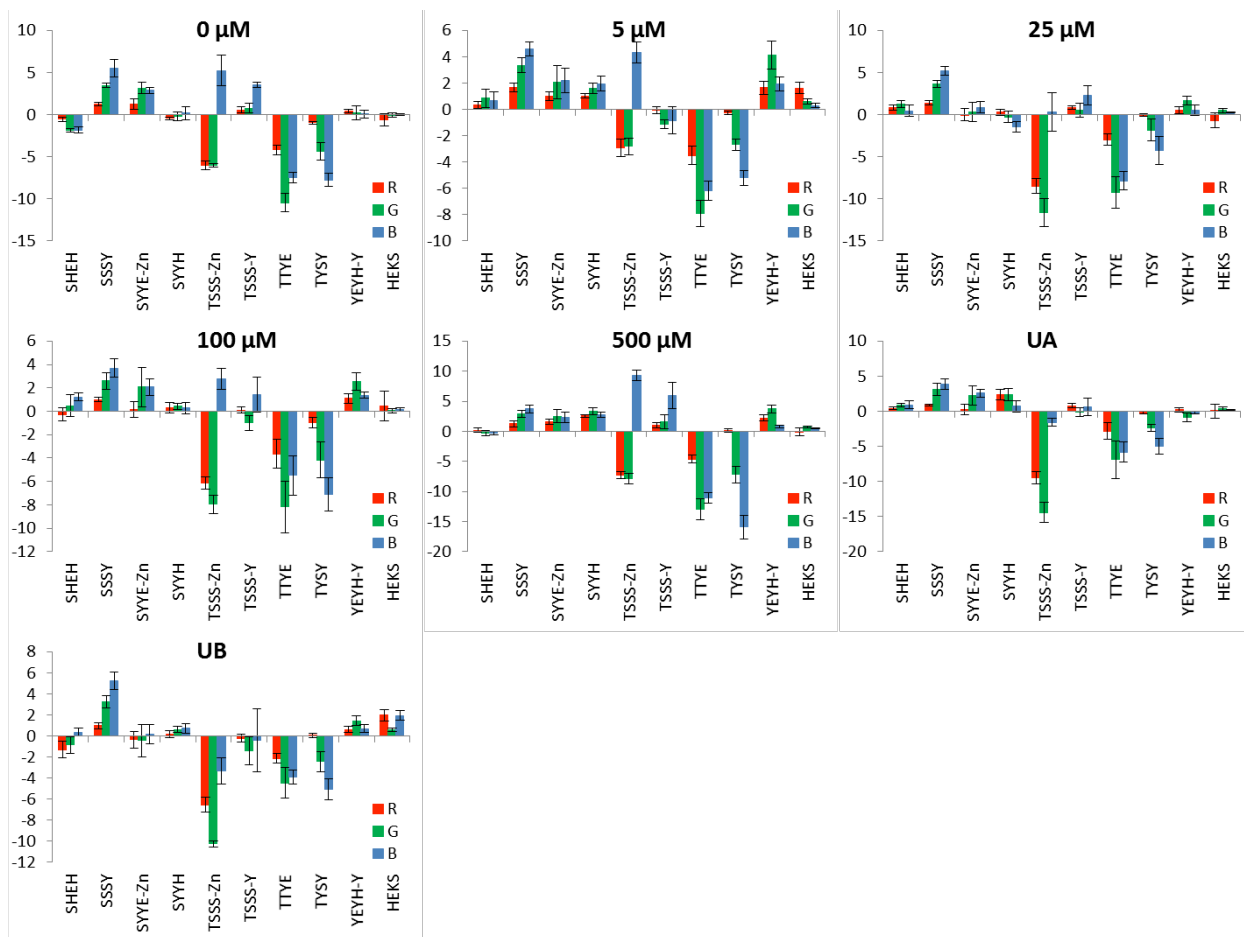 0 µM
10
5
0
-5
-10
-15
R
G
B
SHEH
SSSY
SYYE-Zn
SYYH
TSSS-Zn
TSSS-Y
TTYE
TYSY
YEYH-Y
HEKS
5 µM
6
4
2
0
-2
-4
-6
-8
-10
R
G
B
SHEH
SSSY
SYYE-Zn
SYYH
TSSS-Zn
TSSS-Y
TTYE
TYSY
YEYH-Y
HEKS
25 µM
10
5
0
-5
-10
-15
R
G
B
SHEH
SSSY
SYYE-Zn
SYYH
TSSS-Zn
TSSS-Y
TTYE
TYSY
YEYH-Y
HEKS
100 µM
6
4
2
0
-2
-4
-6
-8
-10
-12
R
G
B
SHEH
SSSY
SYYE-Zn
SYYH
TSSS-Zn
TSSS-Y
TTYE
TYSY
YEYH-Y
HEKS
500 µM
15
10
5
0
-5
-10
-15
-20
R
G
B
SHEH
SSSY
SYYE-Zn
SYYH
TSSS-Zn
TSSS-Y
TTYE
TYSY
YEYH-Y
HEKS
UA
10
5
0
-5
-10
-15
-20
R
G
B
SHEH
SSSY
SYYE-Zn
SYYH
TSSS-Zn
TSSS-Y
TTYE
TYSY
YEYH-Y
HEKS
UB
8
6
4
2
0
-2
-4
-6
-8
-10
-12
R
G
B
SHEH
SSSY
SYYE-Zn
SYYH
TSSS-Zn
TSSS-Y
TTYE
TYSY
YEYH-Y
HEKS